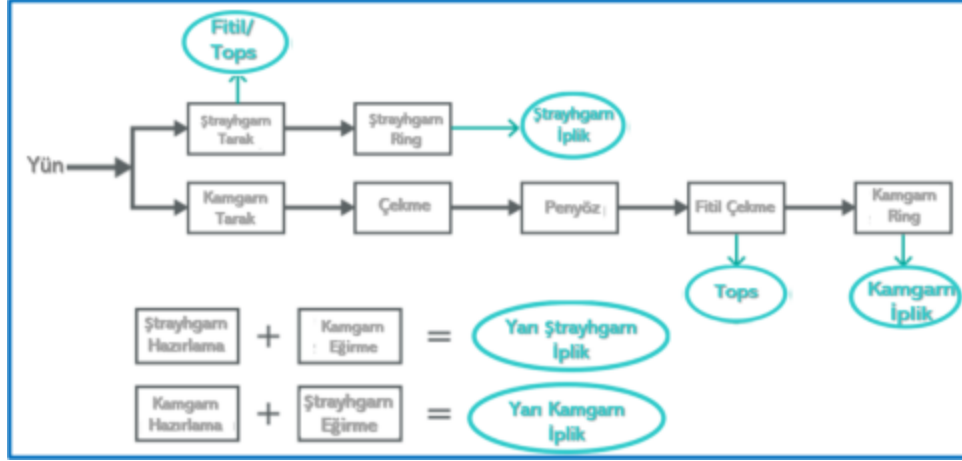 Fitil/
Tops
Ştrayhgarn
Tarak
Ştrayhgarn
Ring
Ştrayhgarn
İplik
Yün
Kamgarn
Tarak
Çekme
Penyöz
Fitil Çekme
Kamgarn
Ring
Tops
Kamgarn
İplik
Ştrayhgarn
Hazırlama
+
Kamgarn
Eğirme
=
Yarı Ştrayhgarn
İplik
Kamgarn
Hazırlama
+
Ştrayhgarn
Eğirme
=
Yarı Kamgarn
İplik